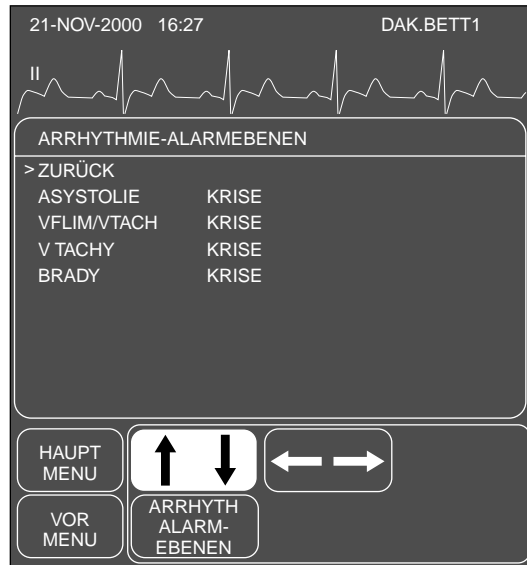 21-NOV-2000 16:27 DAK.BETT1
II
ARRHYTHMIE-ALARMEBENEN
>ZURÜCK
ASYSTOLIE KRISE
VFLIM/VTACH KRISE
V TACHY KRISE
BRADY KRISE
HAUPT
MENU
VOR
MENU
ARRHYTH
ALARM-
EBENEN